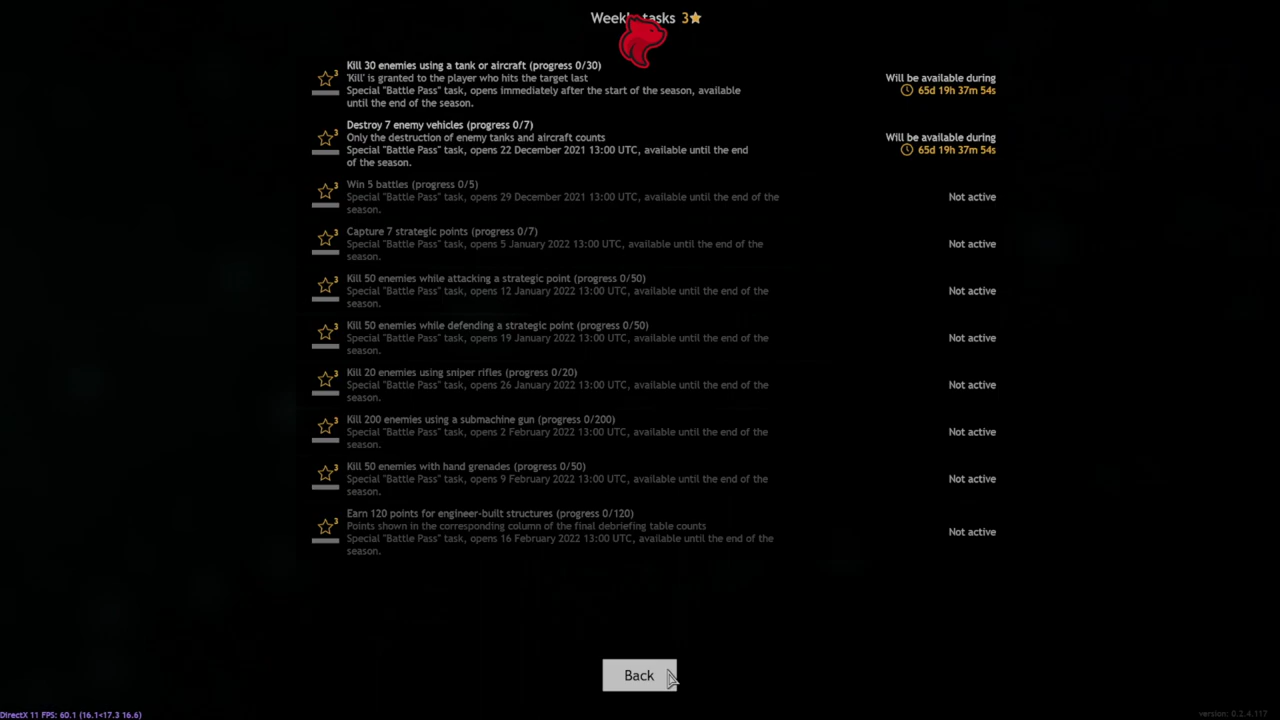 Weekly tasks 3
Kill 30 enemies using a tank or aircraft (progress 0/30)
3
'Kill' is granted to the player who hits the target last
Special "Battle Pass" task, opens immediately after the start of the season, available
until the end of the season.
Will be available during
65d 19h 37m 54s
Destroy 7 enemy vehicles (progress 0/7)
3
Only the destruction of enemy tanks and aircraft counts
Special "Battle Pass" task, opens 22 December 2021 13:00 UTC, available until the end
of the season.
Will be available during
65d 19h 37m 54s
Win 5 battles (progress 0/5)
3
Special "Battle Pass" task, opens 29 December 2021 13:00 UTC, available until the end of the
season.
Not active
Capture 7 strategic points (progress 0/7)
3
Special "Battle Pass" task, opens 5 January 2022 13:00 UTC, available until the end of the
season.
Not active
Kill 50 enemies while attacking a strategic point (progress 0/50)
3
Special "Battle Pass" task, opens 12 January 2022 13:00 UTC, available until the end of the
season.
Not active
Kill 50 enemies while defending a strategic point (progress 0/50)
3
Special "Battle Pass" task, opens 19 January 2022 13:00 UTC, available until the end of the
season.
Not active
Kill 20 enemies using sniper rifles (progress 0/20)
3
Special "Battle Pass" task, opens 26 January 2022 13:00 UTC, available until the end of the
season.
Not active
Kill 200 enemies using a submachine gun (progress 0/200)
3
Special "Battle Pass" task, opens 2 February 2022 13:00 UTC, available until the end of the
season.
Not active
Kill 50 enemies with hand grenades (progress 0/50)
3
Special "Battle Pass" task, opens 9 February 2022 13:00 UTC, available until the end of the
season.
Not active
Earn 120 points for engineer-built structures (progress 0/120)
3
Points shown in the corresponding column of the final debriefing table counts
Special "Battle Pass" task, opens 16 February 2022 13:00 UTC, available until the end of the
season.
Not active
Back
DirectX 11 FPS: 60.1 (16.1<17.3 16.6)
version: 0.2.4.117